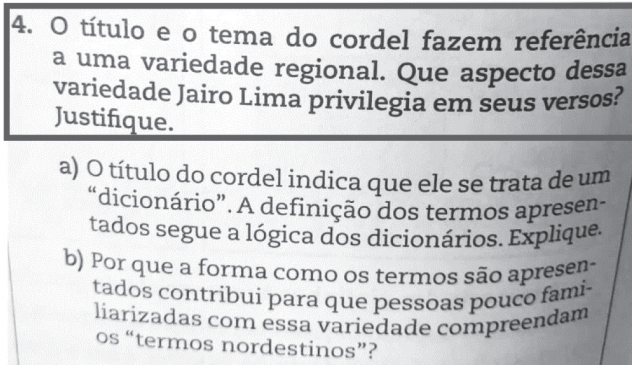 4. O título e o tema do cordel fazem referência
a uma variedade regional. Que aspecto dessa
variedade Jairo Lima privilegia em seus versos?
Justifique.
a) O título do cordel indica que ele se trata de um
“dicionário”. A definição dos termos apresen-
tados segue a lógica dos dicionários. Explique.
b) Por que a forma como os termos são apresen-
tados contribui para que pessoas pouco fami-
liarizadas com essa variedade compreendam
os “termos nordestinos”?